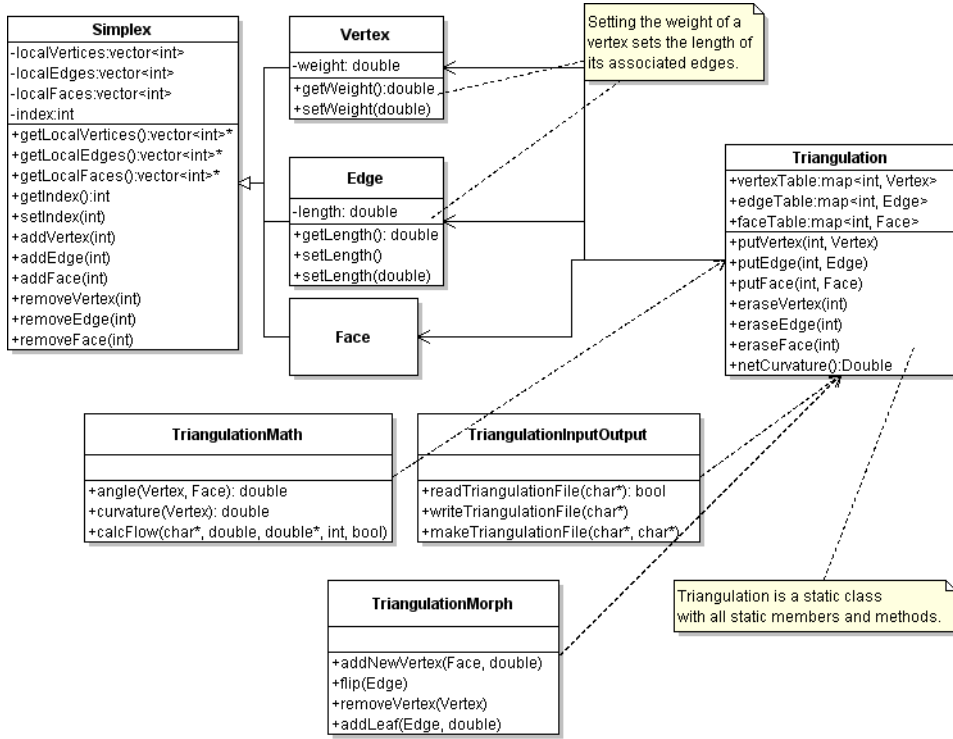 Simplex
-localVertices:vector<int>
-localEdges:vector<int>
-localFaces:vector<int>
-index:int
+getLocalVertices():vector<int>*
+getLocalEdges():vector<int>*
+getLocalFaces():vector<int>*
+getIndex():int
+setIndex(int)
+addVertex(int)
+addEdge(int)
+addFace(int)
+removeVertex(int)
+removeEdge(int)
+removeFace(int)
Vertex
-weight: double
+getWeight():double
+setWeight(double)
Edge
-length: double
+getLength(): double
+setLength()
+setLength(double)
Face
Setting the weight of a
vertex sets the length of
its associated edges.
Triangulation
+vertexTable:map<int, Vertex>
+edgeTable:map<int, Edge>
+faceTable:map<int, Face>
+putVertex(int, Vertex)
+putEdge(int, Edge)
+putFace(int, Face)
+eraseVertex(int)
+eraseEdge(int)
+eraseFace(int)
+netCurvature():Double
TriangulationMath
+angle(Vertex, Face): double
+curvature(Vertex): double
+calcFlow(char*, double, double*, int, bool)
TriangulationInputOutput
+readTriangulationFile(char*): bool
+writeTriangulationFile(char*)
+makeTriangulationFile(char*, char*)
TriangulationMorph
+addNewVertex(Face, double)
+flip(Edge)
+removeVertex(Vertex)
+addLeaf(Edge, double)
Triangulation is a static class
with all static members and methods.